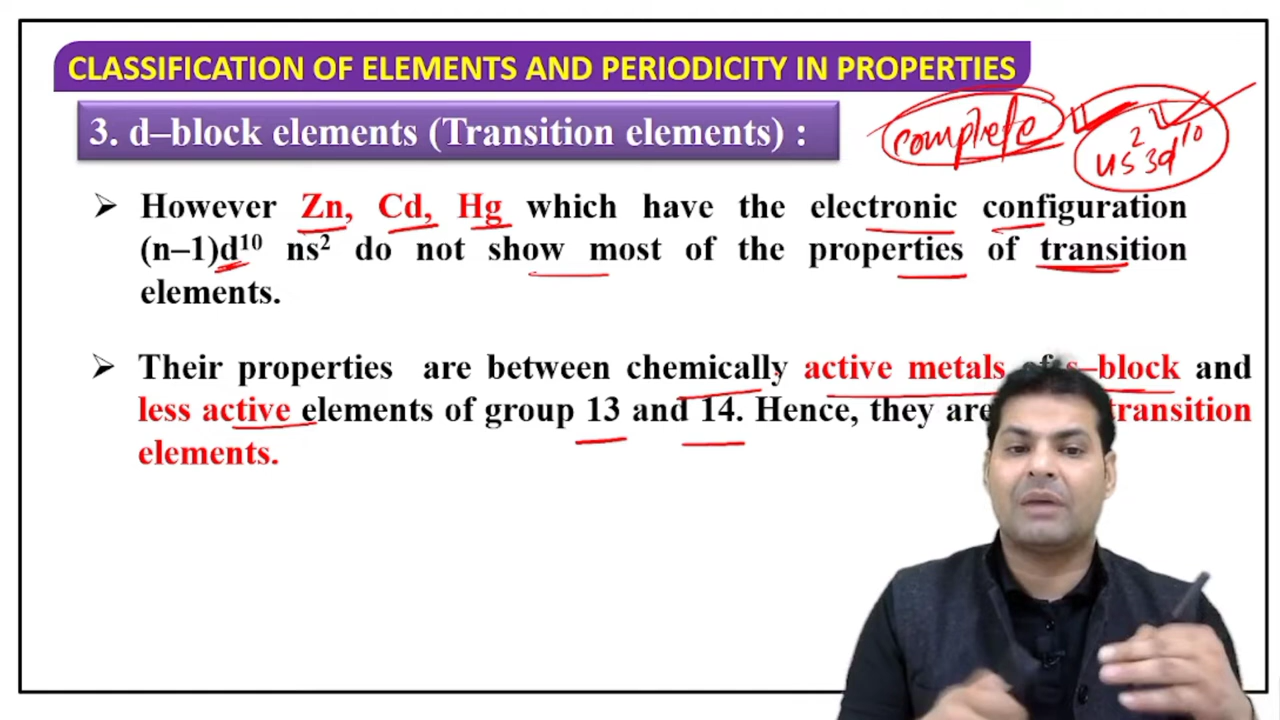 CLASSIFICATION OF ELEMENTS AND PERIODICITY IN PROPERTIES
3. d–block elements (Transition elements) :
complete
4s² 3d¹⁰
➢ However Zn, Cd, Hg which have the electronic configuration
(n–1)d¹⁰ ns² do not show most of the properties of transition
elements.
➢ Their properties are between chemically active metals of s–block and
less active elements of group 13 and 14. Hence, they are transition
elements.